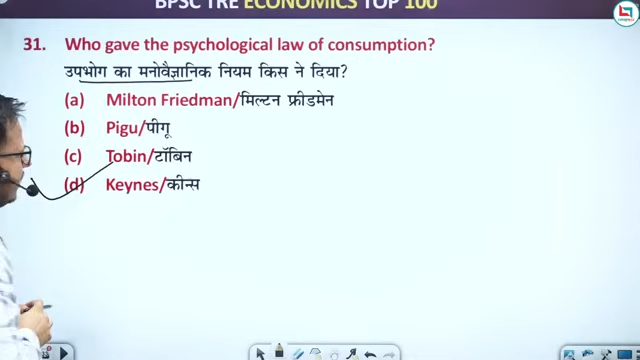 BPSC TRE ECONOMICS TOP 100
31. Who gave the psychological law of consumption?
उपभोग का मनोवैज्ञानिक नियम किस ने दिया?
(a) Milton Friedman/मिल्टन फ्रीडमेन
(b) Pigu/पीगू
(c) Tobin/टॉबिन
(d) Keynes/कीन्स